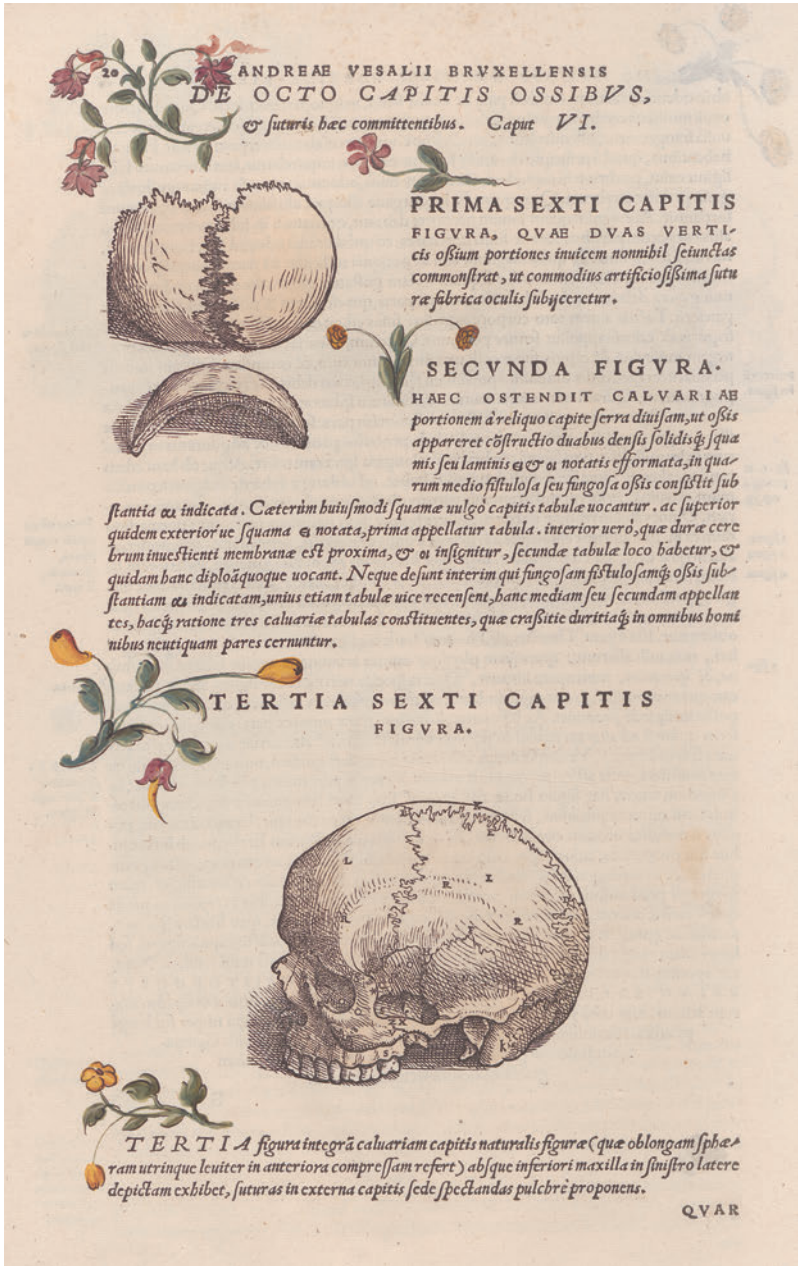 20 ANDREAE VESALII BRVXELLENSIS
DE OCTO CAPITIS OSSIBVS,
& ſuturis hæc committentibus. Caput VI.
PRIMA SEXTI CAPITIS
FIGVRA, QVAE DVAS VERTI-
cis oßium portiones inuicem nonnihil ſeiunctas
commonſtrat, ut commodius artificioſißima ſutu
ræ fabrica oculis ſubijceretur.
SECVNDA FIGVRA.
HAEC OSTENDIT CALVARIAE
portionem à reliquo capite ſerra diuiſam, ut oßis
appareret cõſtructio duabus denſis ſolidisq́; ſqua
mis ſeu laminis & notatis efformata, in qua-
rum medio fiſtuloſa ſeu fungoſa oßis conſiſtit ſub
ſtantia indicata. Cæterùm huiuſmodi ſquamæ uulgò capitis tabulæ uocantur. ac ſuperior
quidem exterior'ue ſquama notata, prima appellatur tabula. interior uerò, quæ duræ cere
brum inueſtienti membranæ eſt proxima, & inſignitur, ſecundæ tabulæ loco habetur, &
quidam hanc diploãquoque uocant. Neque deſunt interim qui fungoſam fiſtuloſamq́; oßis ſub-
ſtantiam indicatam, unius etiam tabulæ uice recenſent, hanc mediam ſeu ſecundam appellan
tes, hacq́; ratione tres caluariæ tabulas conſtituentes, quæ craßitie duritiaq́; in omnibus homi
nibus neutiquam pares cernuntur.
TERTIA SEXTI CAPITIS
FIGVRA.
L
I
R
R
X
S
k
TERTIA figura integrã caluariam capitis naturalis figuræ (quæ oblongam ſphæ-
ram utrinque leuiter in anteriora compreſſam refert) abſque inferiori maxilla in ſiniſtro latere
depictam exhibet, ſuturas in externa capitis ſede ſpectandas pulchrè proponens.
QVAR